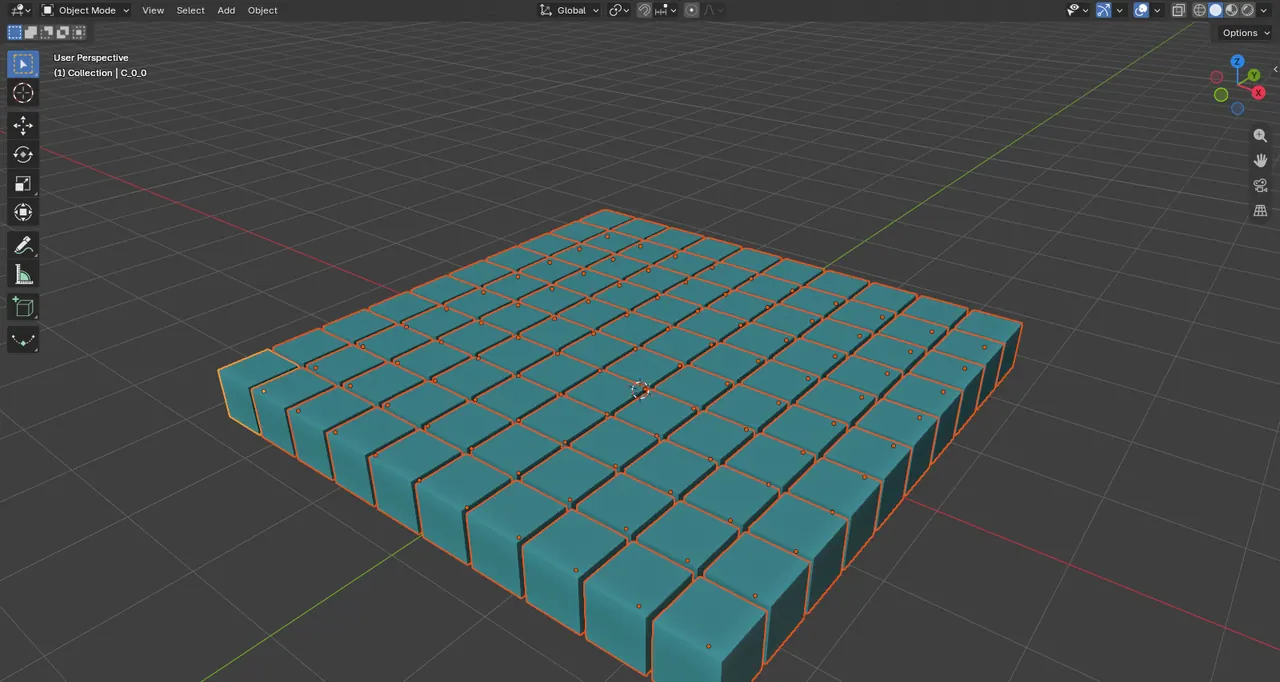 Object Mode View Select Add Object Global
Options
User Perspective
(1) Collection | C_0_0
Z
Y
X